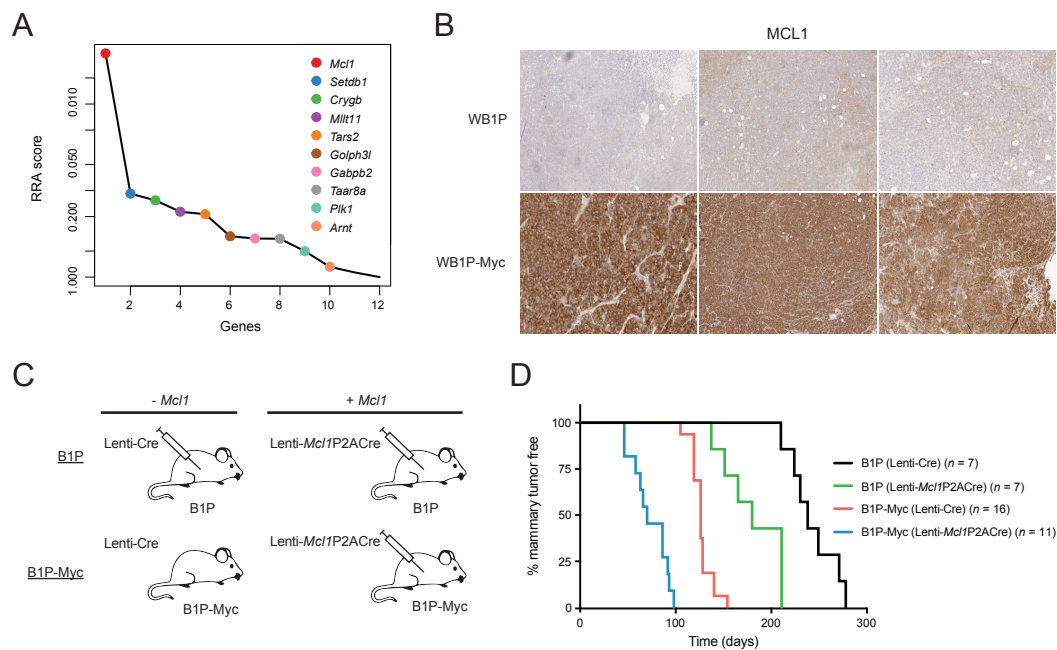 A
RRA score
0.010
0.050
0.200
1.000
2
4
6
8
10
12
Genes
Mcl1
Setdb1
Crygb
Mllt11
Tars2
Golph3l
Gabpb2
Taar8a
Plk1
Arnt
B
MCL1
WB1P
WB1P-Myc
C
- Mcl1
+ Mcl1
B1P
Lenti-Cre
B1P
Lenti-Mcl1P2ACre
B1P
B1P-Myc
Lenti-Cre
B1P-Myc
Lenti-Mcl1P2ACre
B1P-Myc
D
% mammary tumor free
100
75
50
25
0
0
100
200
300
Time (days)
B1P (Lenti-Cre) (n = 7)
B1P (Lenti-Mcl1P2ACre) (n = 7)
B1P-Myc (Lenti-Cre) (n = 16)
B1P-Myc (Lenti-Mcl1P2ACre) (n = 11)